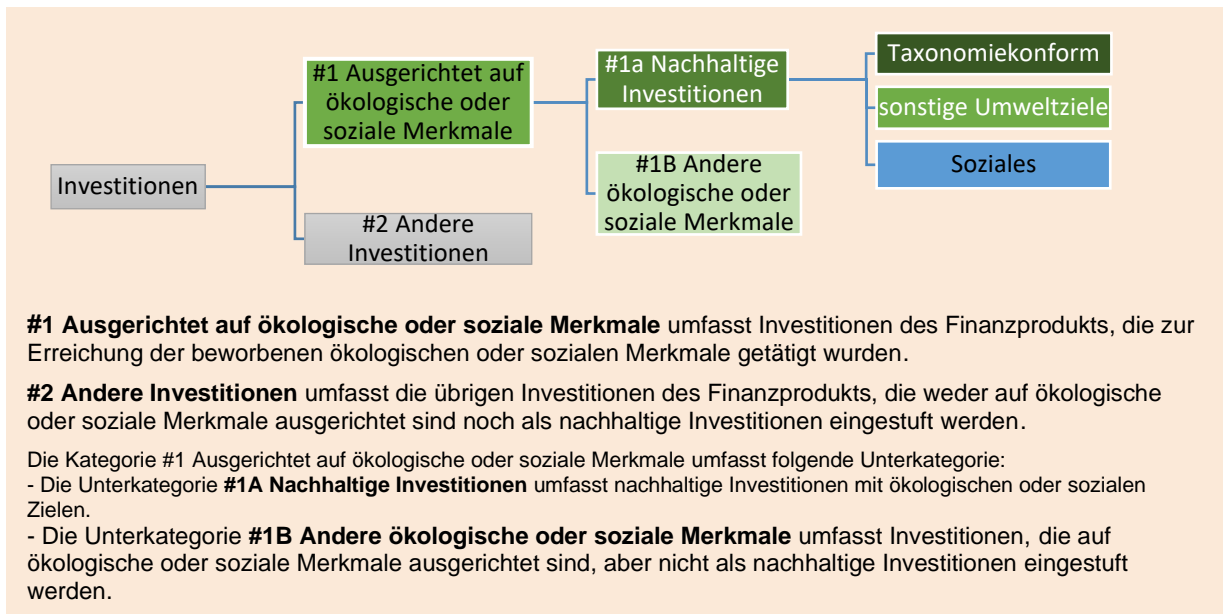 Investitionen
#1 Ausgerichtet auf
ökologische oder
soziale Merkmale
#2 Andere
Investitionen
#1a Nachhaltige
Investitionen
#1B Andere
ökologische oder
soziale Merkmale
Taxonomiekonform
sonstige Umweltziele
Soziales
#1 Ausgerichtet auf ökologische oder soziale Merkmale umfasst Investitionen des Finanzprodukts, die zur
Erreichung der beworbenen ökologischen oder sozialen Merkmale getätigt wurden.
#2 Andere Investitionen umfasst die übrigen Investitionen des Finanzprodukts, die weder auf ökologische
oder soziale Merkmale ausgerichtet sind noch als nachhaltige Investitionen eingestuft werden.
Die Kategorie #1 Ausgerichtet auf ökologische oder soziale Merkmale umfasst folgende Unterkategorie:
- Die Unterkategorie #1A Nachhaltige Investitionen umfasst nachhaltige Investitionen mit ökologischen oder sozialen
Zielen.
- Die Unterkategorie #1B Andere ökologische oder soziale Merkmale umfasst Investitionen, die auf
ökologische oder soziale Merkmale ausgerichtet sind, aber nicht als nachhaltige Investitionen eingestuft
werden.